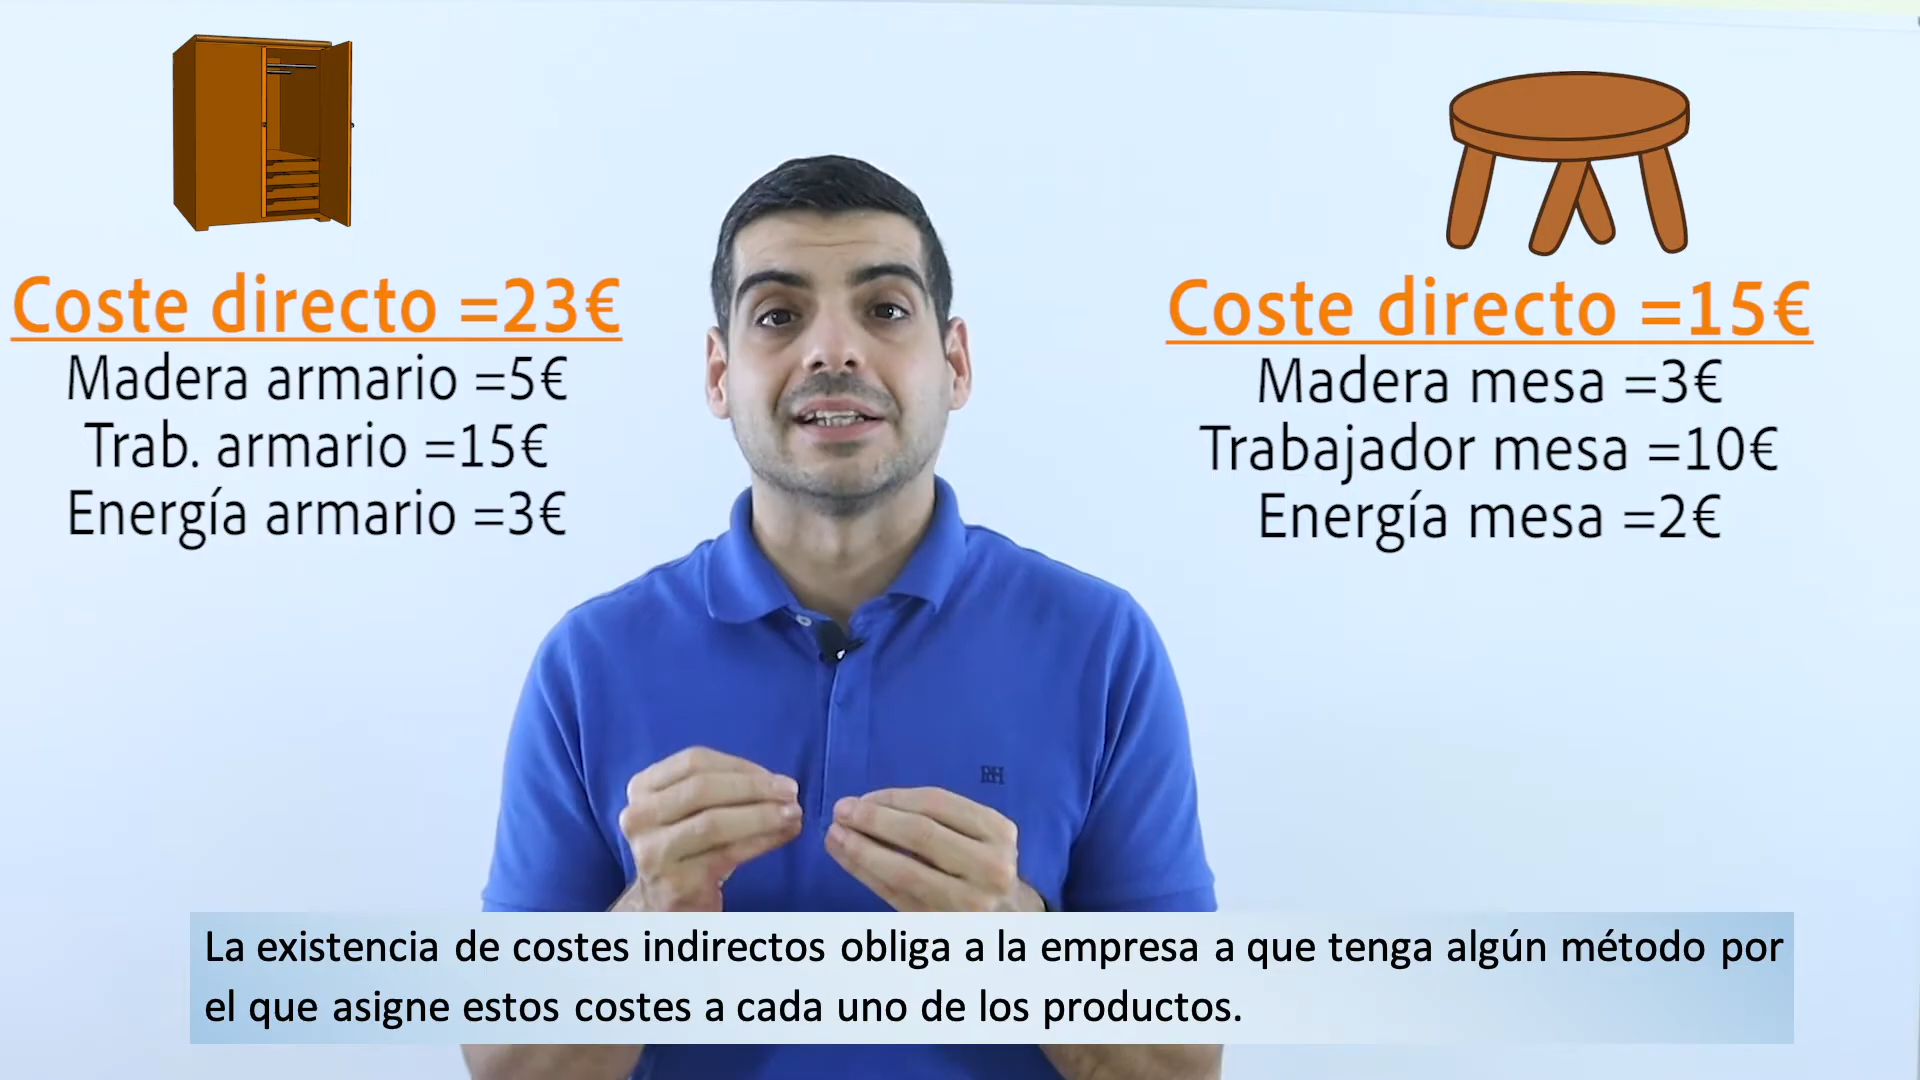 Coste directo =23€
Madera armario =5€
Trab. armario =15€
Energía armario =3€
Coste directo =15€
Madera mesa =3€
Trabajador mesa =10€
Energía mesa =2€
RH
La existencia de costes indirectos obliga a la empresa a que tenga algún método por
el que asigne estos costes a cada uno de los productos.